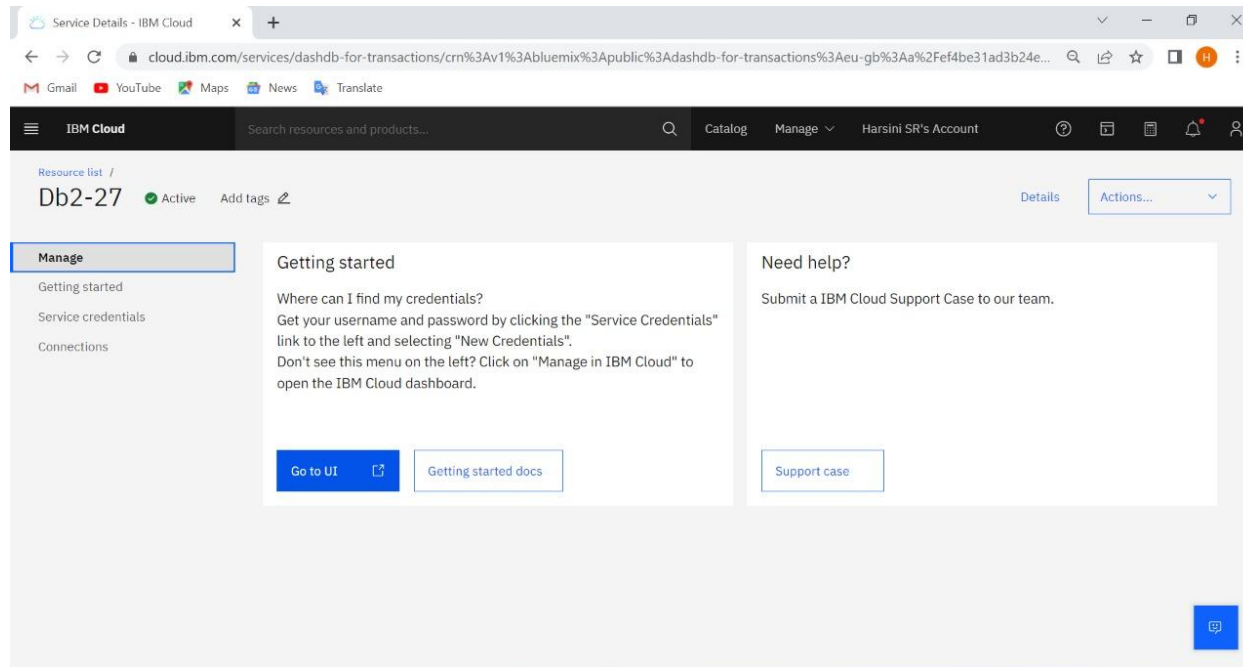 Service Details - IBM Cloud
cloud.ibm.com/services/dashdb-for-transactions/crn%3Av1%3Abluemix%3Apublic%3Adashdb-for-transactions%3Aeu-gb%3Aa%2Fef4be31ad3b24e...
H
Gmail YouTube Maps News Translate
IBM Cloud Search resources and products... Catalog Manage Harsini SR's Account
Resource list /
Db2-27 Active Add tags Details Actions...
Manage
Getting started
Service credentials
Connections
Getting started
Where can I find my credentials?
Get your username and password by clicking the "Service Credentials"
link to the left and selecting "New Credentials".
Don't see this menu on the left? Click on "Manage in IBM Cloud" to
open the IBM Cloud dashboard.
Go to UI Getting started docs
Need help?
Submit a IBM Cloud Support Case to our team.
Support case